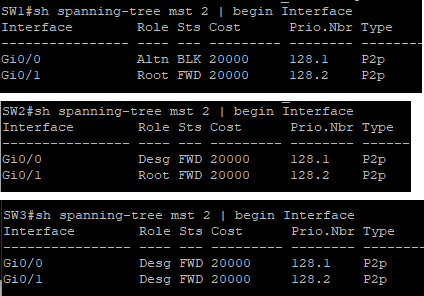 SW1#sh spanning-tree mst 2 | begin Interface
Interface        Role Sts Cost      Prio.Nbr Type
---------------- ---- --- --------- -------- --------
Gi0/0            Altn BLK 20000     128.1    P2p
Gi0/1            Root FWD 20000     128.2    P2p
SW2#sh spanning-tree mst 2 | begin Interface
Interface        Role Sts Cost      Prio.Nbr Type
---------------- ---- --- --------- -------- ------
Gi0/0            Desg FWD 20000     128.1    P2p
Gi0/1            Root FWD 20000     128.2    P2p
SW3#sh spanning-tree mst 2 | begin Interface
Interface        Role Sts Cost      Prio.Nbr Type
---------------- ---- --- --------- -------- --------
Gi0/0            Desg FWD 20000     128.1    P2p
Gi0/1            Desg FWD 20000     128.2    P2p